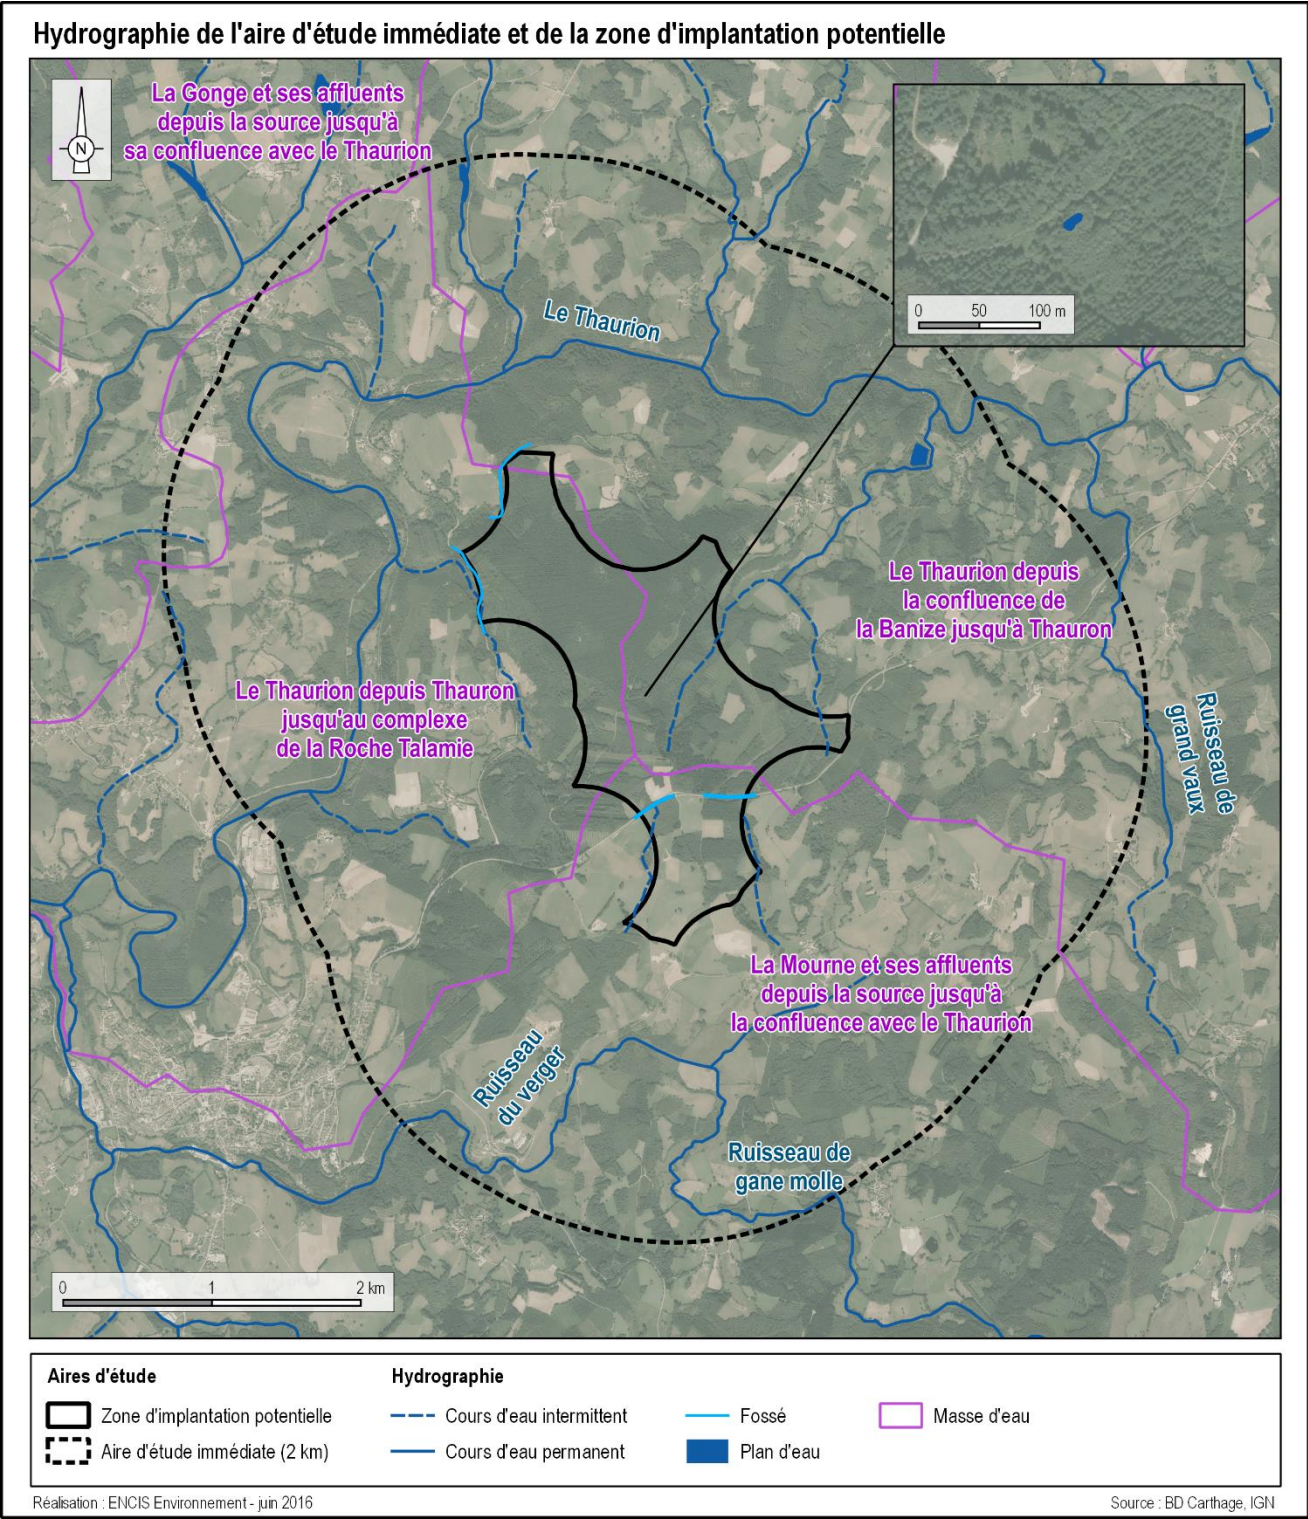 Hydrographie de l'aire d'étude immédiate et de la zone d'implantation potentielle
N
La Gonge et ses affluents
depuis la source jusqu'à
sa confluence avec le Thaurion
0 50 100 m
Le Thaurion
Le Thaurion depuis
la confluence de
la Banize jusqu'à Thauron
Le Thaurion depuis Thauron
jusqu'au complexe
de la Roche Talamie
Ruisseau de
grand vaux
La Mourne et ses affluents
depuis la source jusqu'à
la confluence avec le Thaurion
Ruisseau
du verger
Ruisseau de
gane molle
0 1 2 km
Aires d'étude
Zone d'implantation potentielle
Aire d'étude immédiate (2 km)
Hydrographie
Cours d'eau intermittent
Cours d'eau permanent
Fossé
Plan d'eau
Masse d'eau
Réalisation : ENCIS Environnement - juin 2016
Source : BD Carthage, IGN